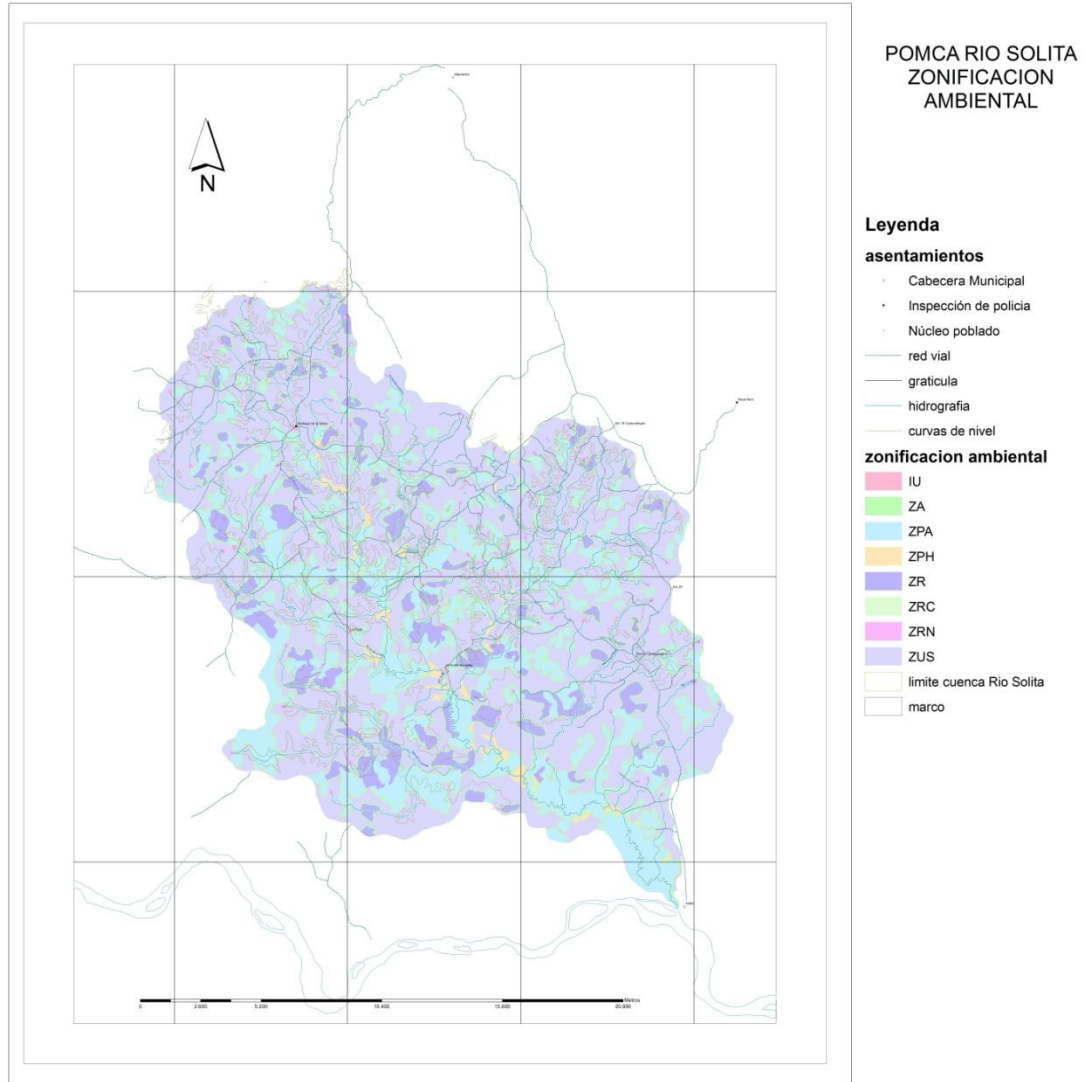 POMCA RIO SOLITA
ZONIFICACION
AMBIENTAL
N
Leyenda
asentamientos
Cabecera Municipal
Inspección de policia
Núcleo poblado
red vial
graticula
hidrografia
curvas de nivel
zonificacion ambiental
IU
ZA
ZPA
ZPH
ZR
ZRC
ZRN
ZUS
limite cuenca Rio Solita
marco
0 2.600 5.200 10.400 15.600 20.800 Metros